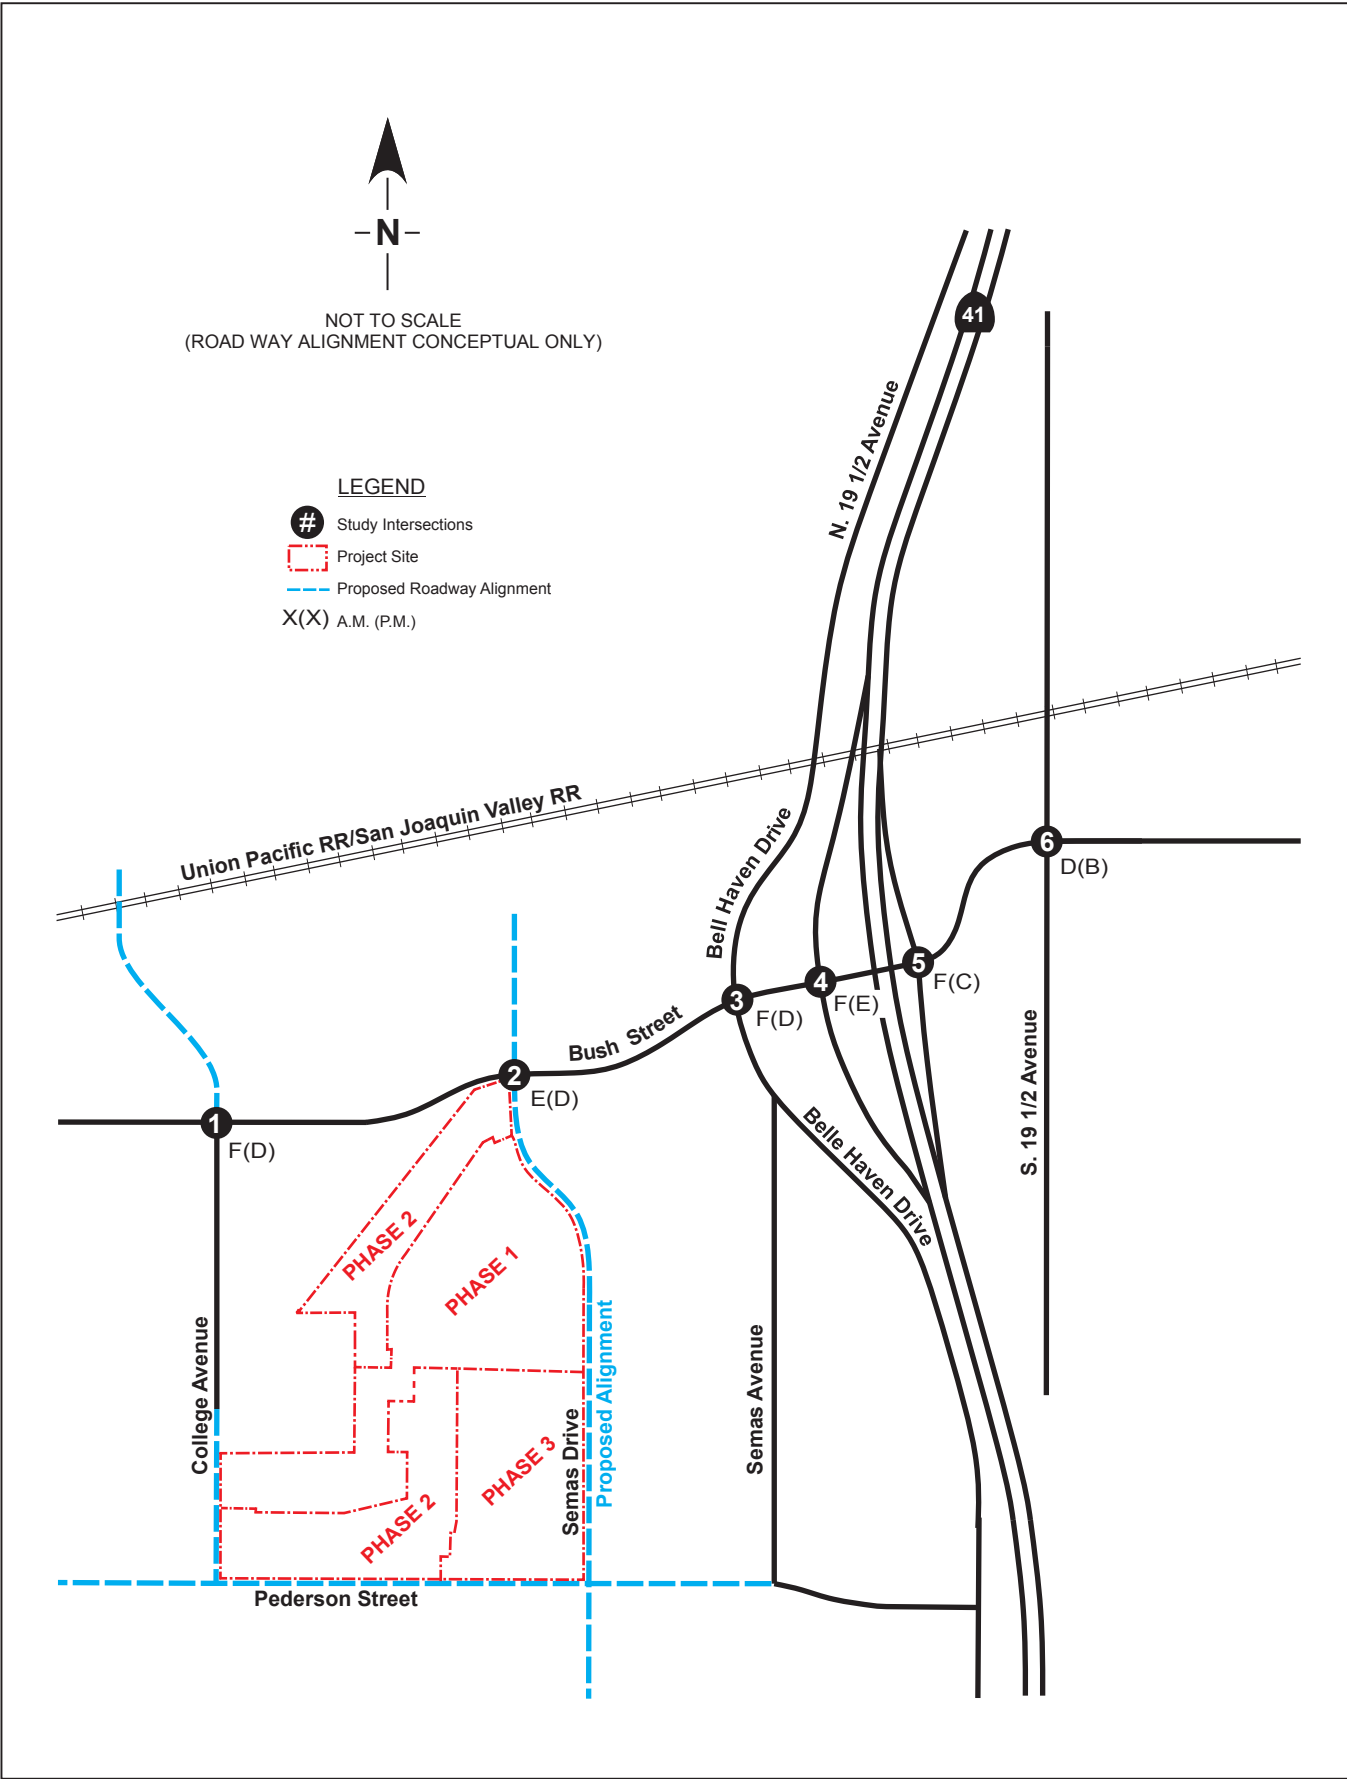 N
NOT TO SCALE
(ROAD WAY ALIGNMENT CONCEPTUAL ONLY)
41
N. 19 1/2 Avenue
LEGEND
# Study Intersections
Project Site
Proposed Roadway Alignment
X(X) A.M. (P.M.)
Union Pacific RR/San Joaquin Valley RR
Bell Haven Drive
6
D(B)
5
F(C)
4
F(E)
3
F(D)
Bush Street
2
E(D)
1
F(D)
S. 19 1/2 Avenue
Belle Haven Drive
PHASE 2
PHASE 1
College Avenue
Semas Drive
Proposed Alignment
Semas Avenue
PHASE 3
PHASE 2
Pederson Street